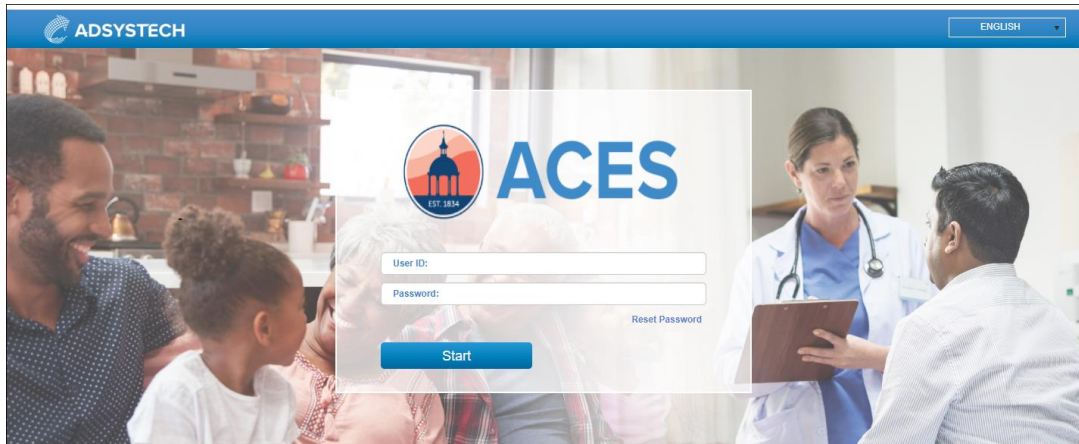 ADSYSTECH
ENGLISH
EST. 1834
ACES
User ID:
Password:
Reset Password
Start